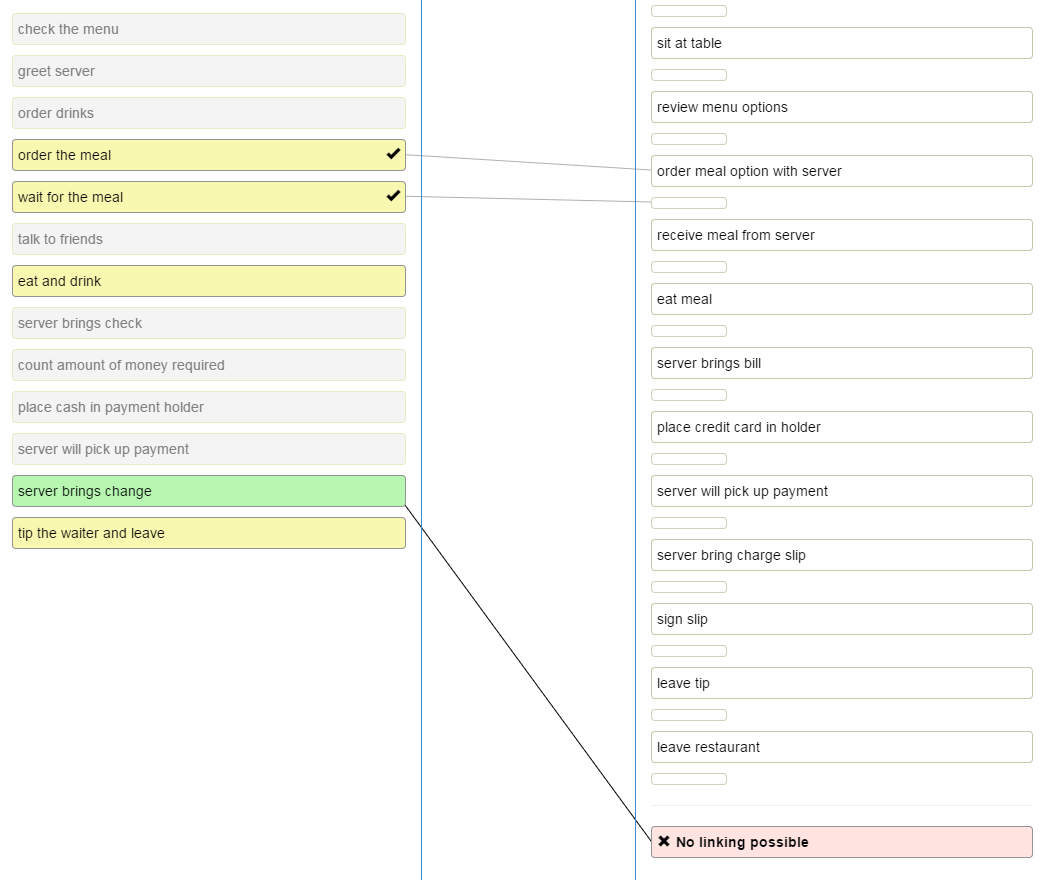 check the menu
greet server
order drinks
order the meal
wait for the meal
talk to friends
eat and drink
server brings check
count amount of money required
place cash in payment holder
server will pick up payment
server brings change
tip the waiter and leave
sit at table
review menu options
order meal option with server
receive meal from server
eat meal
server brings bill
place credit card in holder
server will pick up payment
server bring charge slip
sign slip
leave tip
leave restaurant
No linking possible